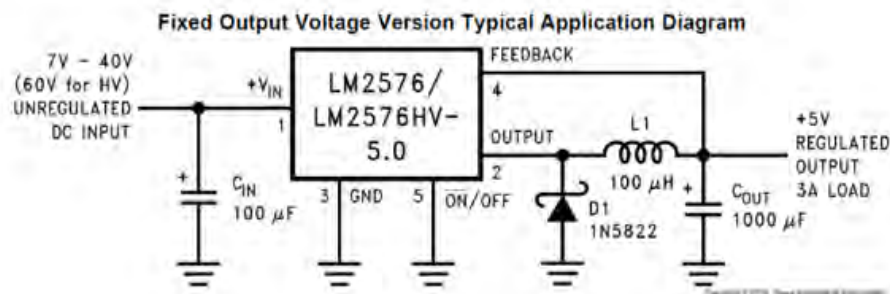 Fixed Output Voltage Version Typical Application Diagram
7V - 40V
(60V for HV)
UNREGULATED
DC INPUT
+VIN
1
LM2576/
LM2576HV-
5.0
FEEDBACK
4
OUTPUT
2
L1
100 μH
+5V
REGULATED
OUTPUT
3A LOAD
+
CIN
100 μF
3 GND
5 ON/OFF
D1
1N5822
+
COUT
1000 μF